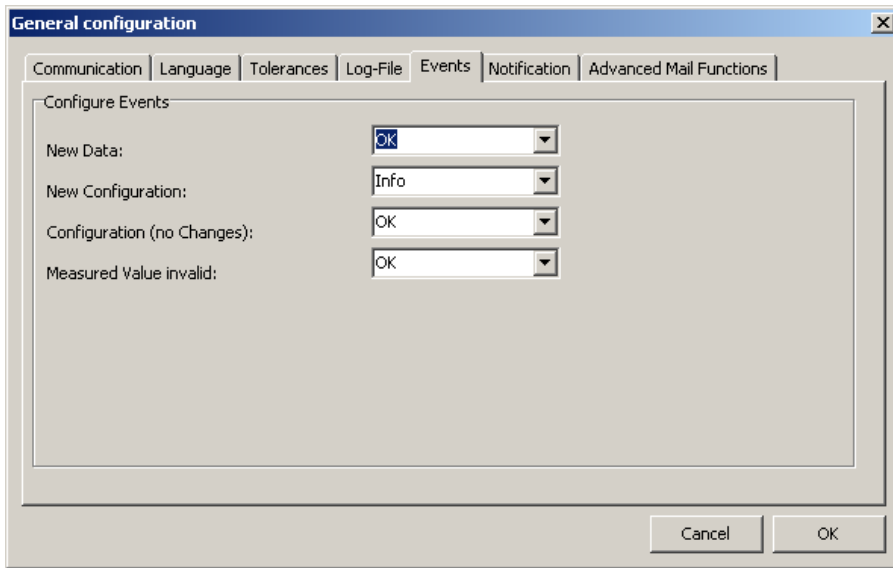 General configuration
Communication Language Tolerances Log-File Events Notification Advanced Mail Functions
Configure Events
New Data: OK
New Configuration: Info
Configuration (no Changes): OK
Measured Value invalid: OK
Cancel OK